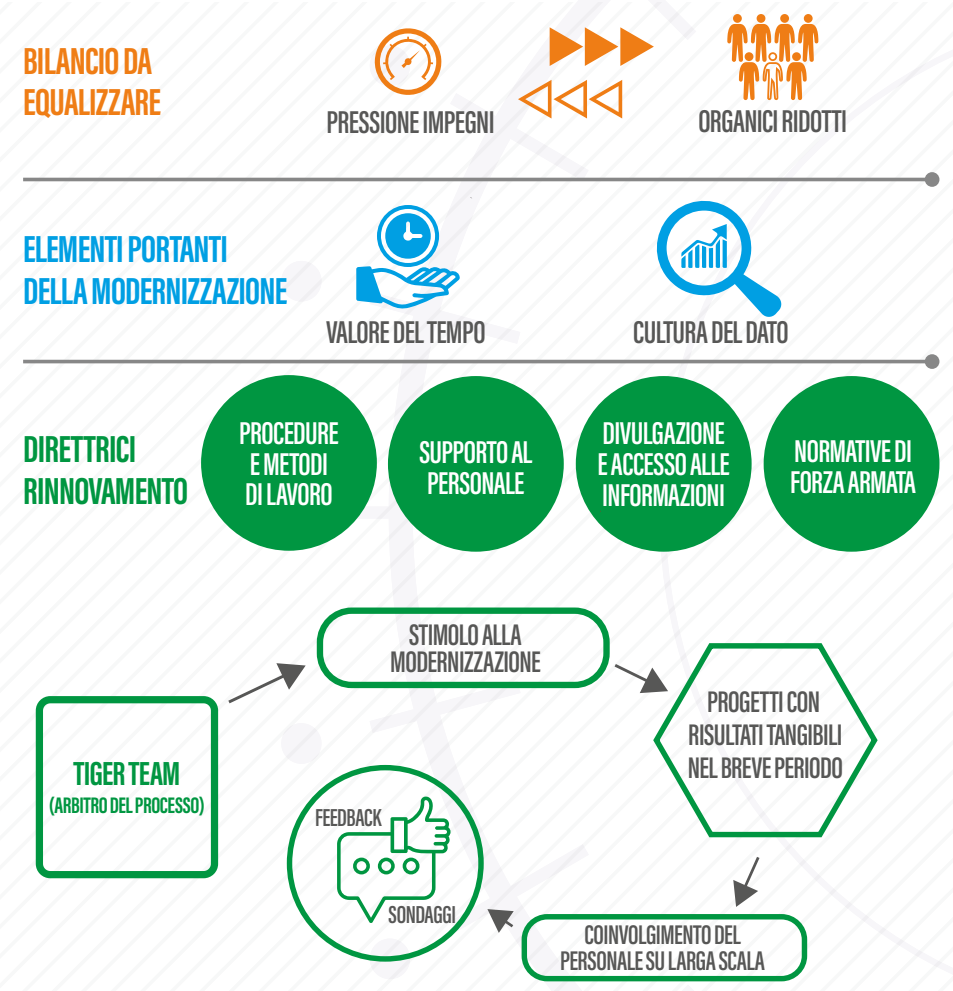 BILANCIO DA
EQUALIZZARE
PRESSIONE IMPEGNI
ORGANICI RIDOTTI
ELEMENTI PORTANTI
DELLA MODERNIZZAZIONE
VALORE DEL TEMPO
CULTURA DEL DATO
DIRETTRICI
RINNOVAMENTO
PROCEDURE
E METODI
DI LAVORO
SUPPORTO AL
PERSONALE
DIVULGAZIONE
E ACCESSO ALLE
INFORMAZIONI
NORMATIVE DI
FORZA ARMATA
STIMOLO ALLA
MODERNIZZAZIONE
PROGETTI CON
RISULTATI TANGIBILI
NEL BREVE PERIODO
TIGER TEAM
(ARBITRO DEL PROCESSO)
FEEDBACK
SONDAGGI
COINVOLGIMENTO DEL
PERSONALE SU LARGA SCALA